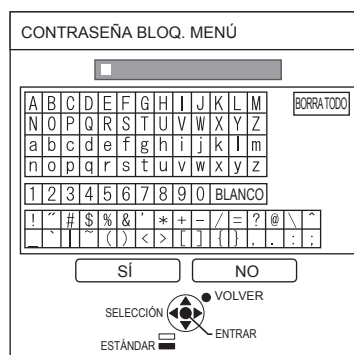 CONTRASEÑA BLOQ. MENÚ
A B C D E F G H I J K L M BORRA TODO
N O P Q R S T U V W X Y Z
a b c d e f g h i j k l m
n o p q r s t u v w x y z
1 2 3 4 5 6 7 8 9 0 BLANCO
! " # $ % & ' * + - / = ? @ \ ^
_ ` | ~ ( ) < > [ ] { } , . : ;
SÍ NO
VOLVER
SELECCIÓN
ENTRAR
ESTÁNDAR